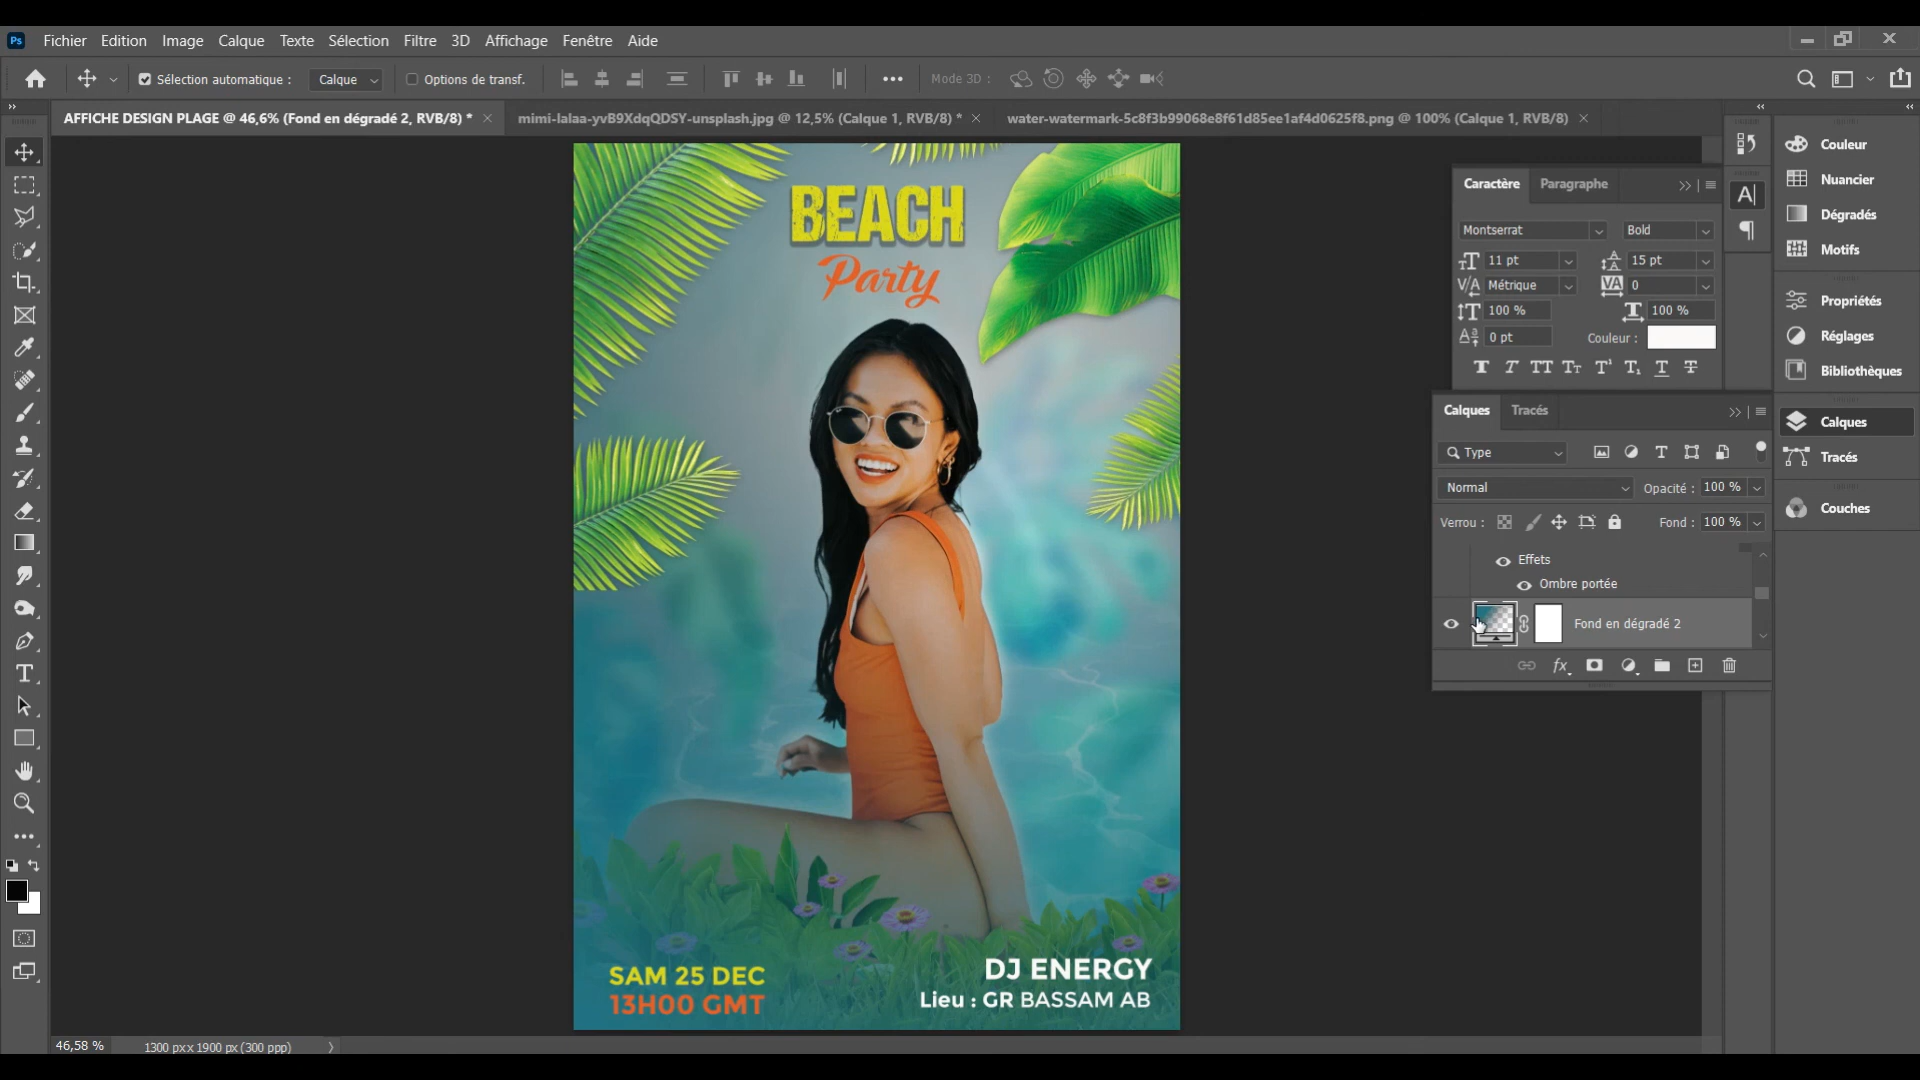 Ps Fichier Edition Image Calque Texte Sélection Filtre 3D Affichage Fenêtre Aide
Sélection automatique : Calque Options de transf. Mode 3D :
AFFICHE DESIGN PLAGE @ 46,6% (Fond en dégradé 2, RVB/8) *
mimi-lalaa-yvB9XdqQDSY-unsplash.jpg @ 12,5% (Calque 1, RVB/8) *
water-watermark-5c8f3b99068e8f61d85ee1af4d0625f8.png @ 100% (Calque 1, RVB/8)
BEACH
Party
SAM 25 DEC
13H00 GMT
DJ ENERGY
Lieu : GR BASSAM AB
Caractère Paragraphe
Montserrat Bold
11 pt 15 pt
Métrique 0
100 % 100 %
0 pt Couleur :
Calques Tracés
Type
Normal Opacité : 100 %
Verrou : Fond : 100 %
Effets
Ombre portée
Fond en dégradé 2
Couleur
Nuancier
Dégradés
Motifs
Propriétés
Réglages
Bibliothèques
Calques
Tracés
Couches
46,58 % 1300 px x 1900 px (300 ppp)